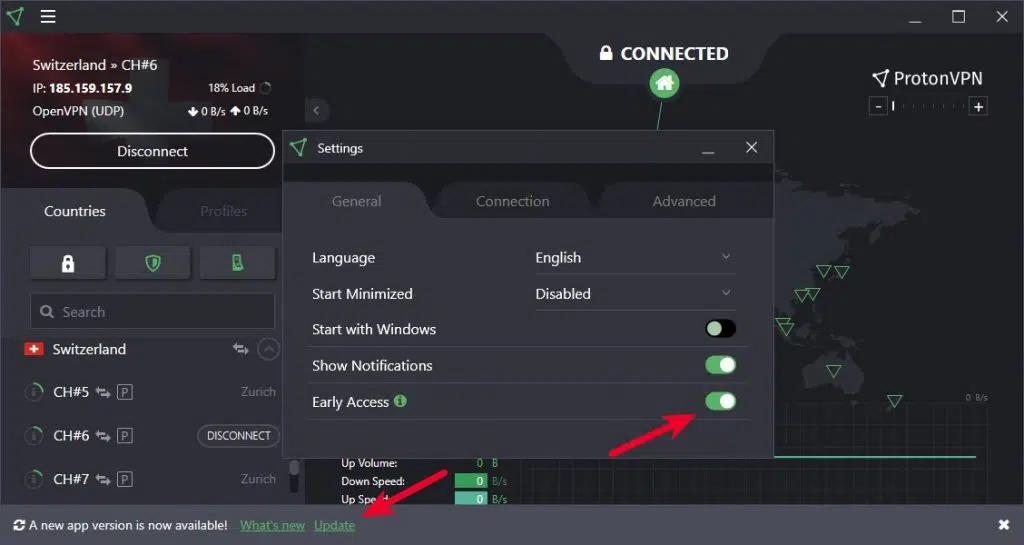 Switzerland » CH#6
IP: 185.159.157.9 18% Load
OpenVPN (UDP) 0 B/s 0 B/s
Disconnect
Countries Profiles
Search
Switzerland
CH#5 P Zurich
CH#6 P DISCONNECT
CH#7 P Zurich
CONNECTED
ProtonVPN
- +
Settings
General Connection Advanced
Language English
Start Minimized Disabled
Start with Windows
Show Notifications
Early Access
0 B/s
Up Volume: 0 B
Down Speed: 0 B/s
Up Speed: 0 B/s
A new app version is now available! What's new Update